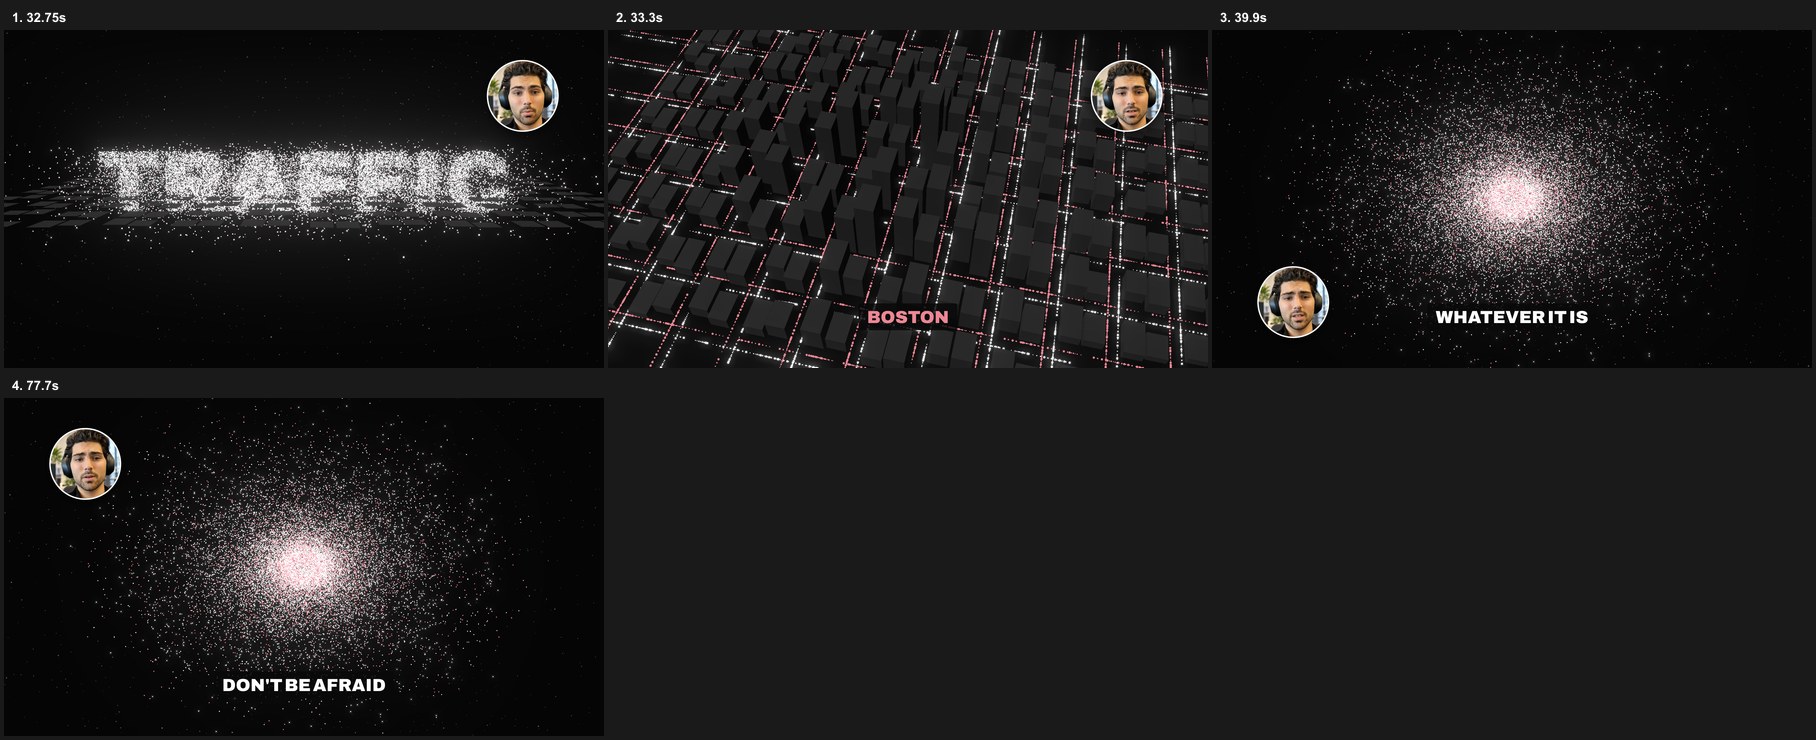 1. 32.75s
2. 33.3s
3. 39.9s
TRAFFIC
BOSTON
WHATEVER IT IS
4. 77.7s
DON'T BE AFRAID